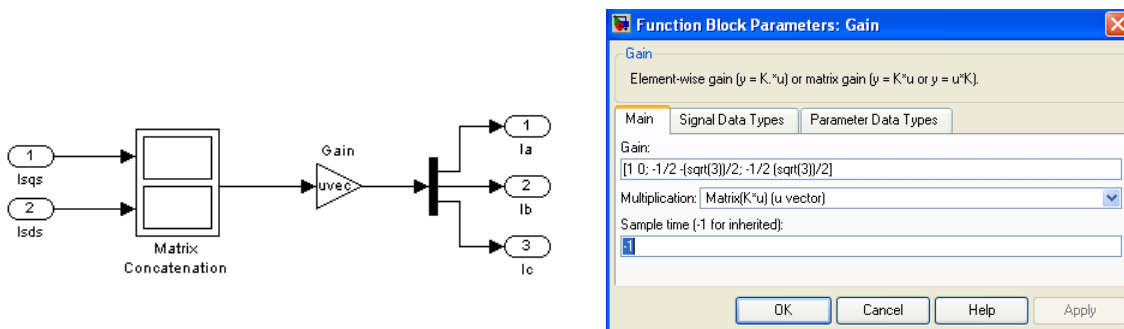 1
Isqs
2
Isds
Matrix
Concatenation
Gain
uvec
1
Ia
2
Ib
3
Ic
Function Block Parameters: Gain
Gain
Element-wise gain (y = K.*u) or matrix gain (y = K*u or y = u*K).
Main Signal Data Types Parameter Data Types
Gain:
[1 0; -1/2 -(sqrt(3))/2; -1/2 (sqrt(3))/2]
Multiplication: Matrix(K*u) (u vector)
Sample time (-1 for inherited):
-1
OK Cancel Help Apply